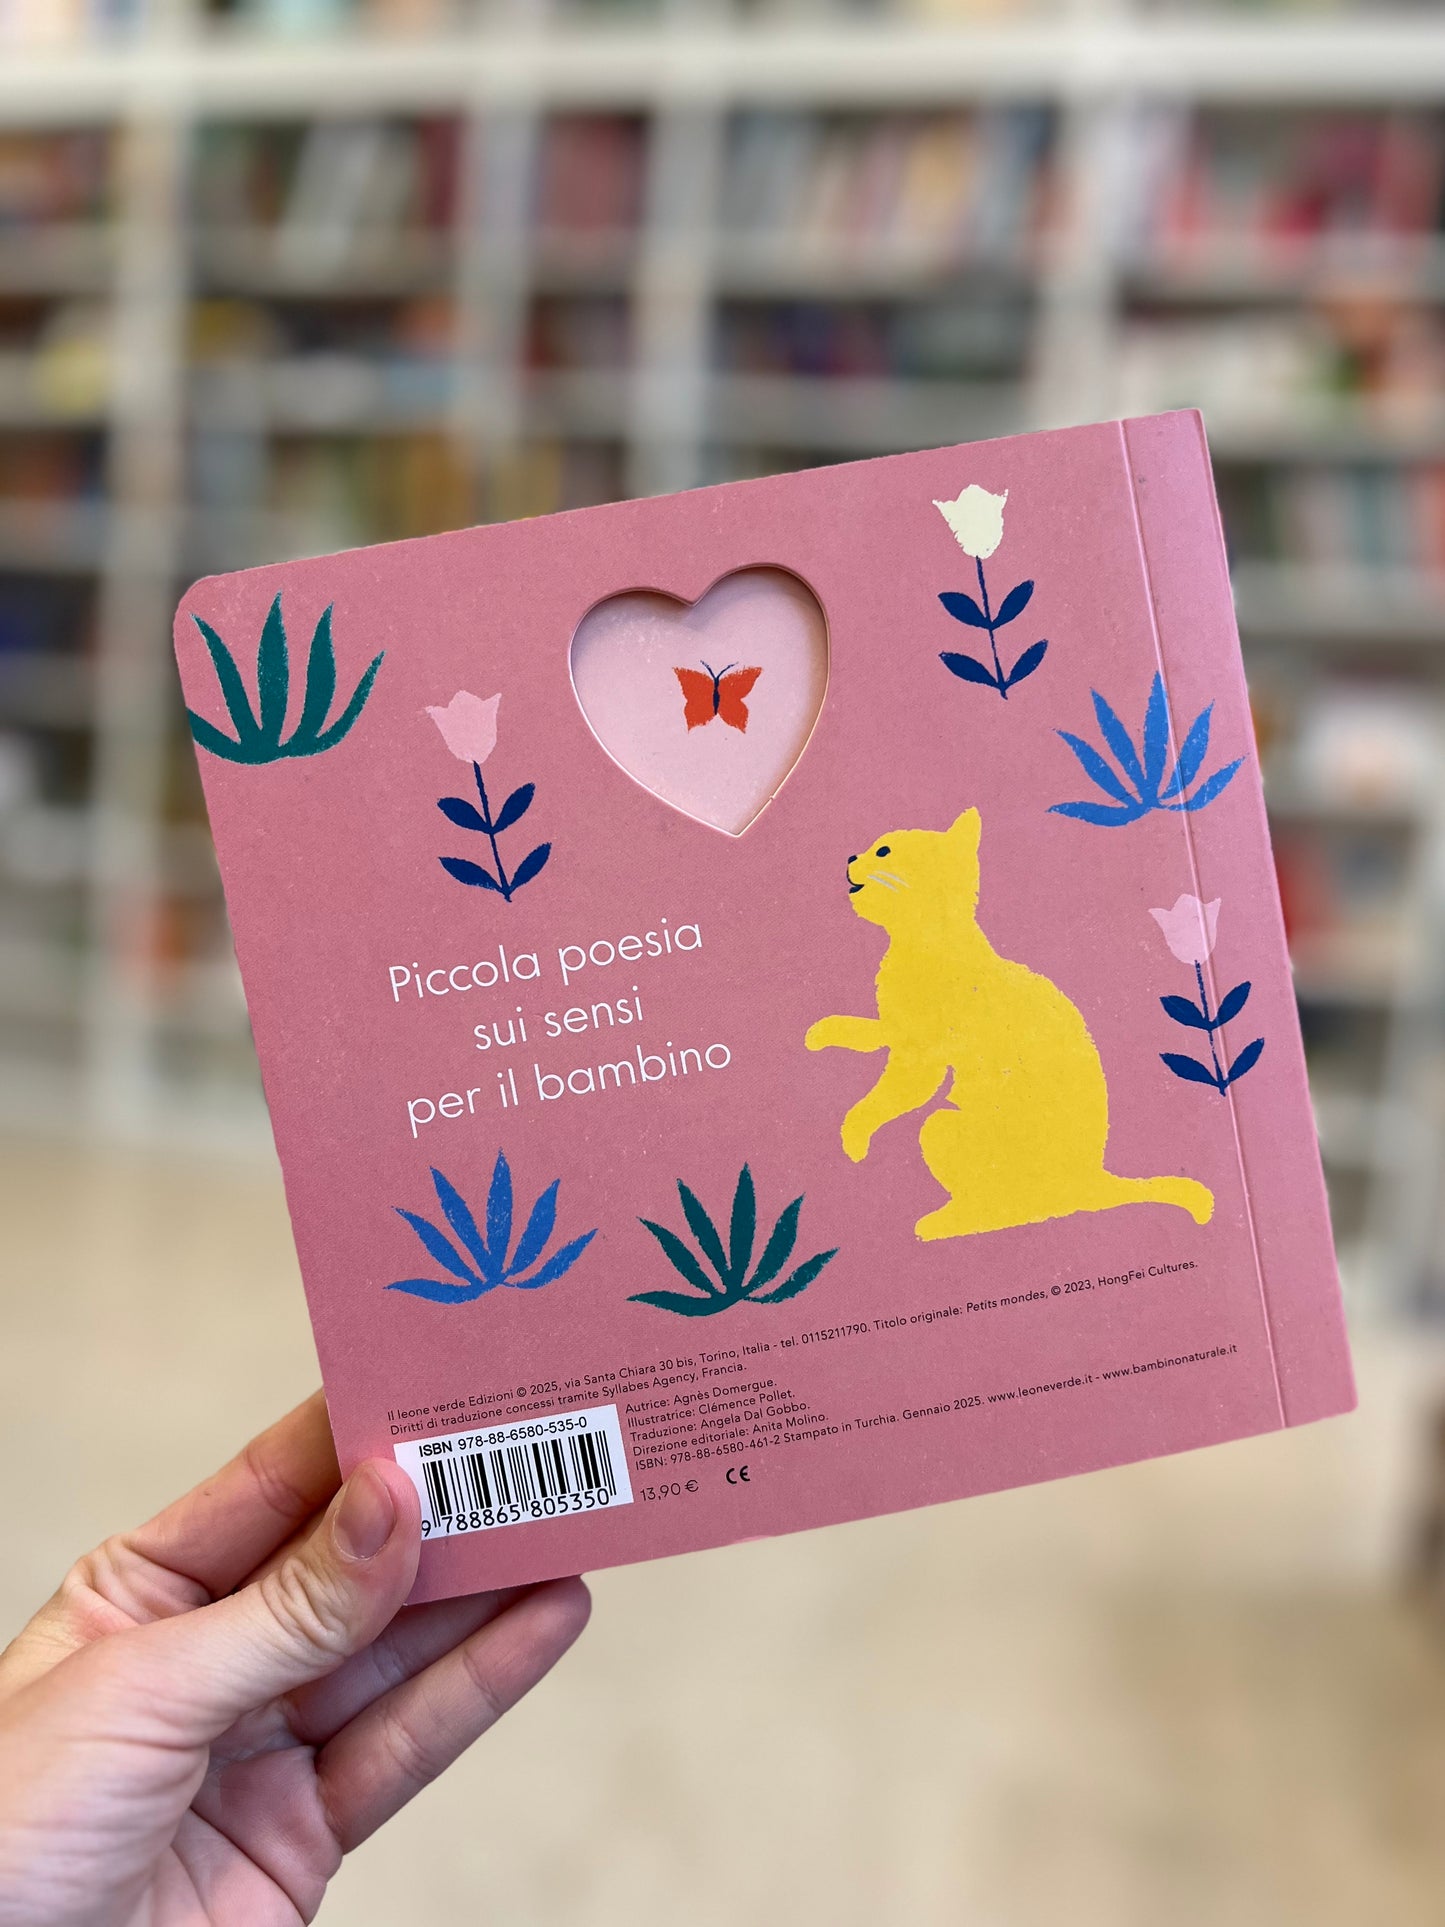 Piccola poesia
sui sensi
per il bambino
Il leone verde Edizioni © 2025, via Santa Chiara 30 bis, Torino, Italia - tel. 0115211790. Titolo originale: Petits mondes, © 2023, HongFei Cultures.
Diritti di traduzione concessi tramite Syllabes Agency, Francia.
Autrice: Agnès Domergue.
Illustratrice: Clémence Pollet.
Traduzione: Angela Dal Gobbo.
Direzione editoriale: Anita Molino.
ISBN: 978-88-6580-461-2 Stampato in Turchia. Gennaio 2025. www.leoneverde.it - www.bambinonaturale.it
13,90 € CE
ISBN 978-88-6580-535-0
9 788865 805350